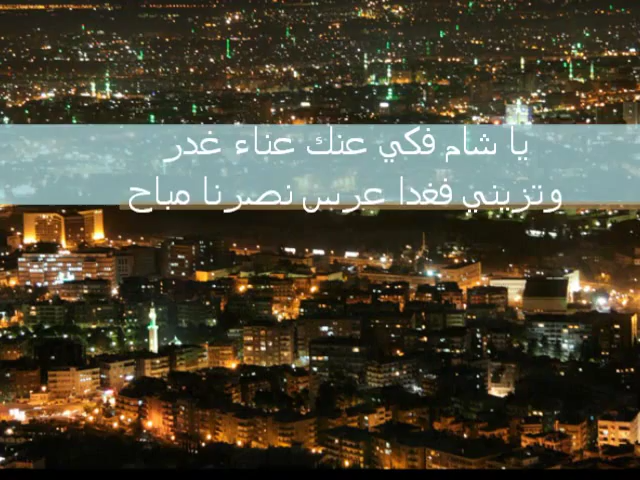 يا شام فكي عنك عناء غدر
وتزيني فغدا عرس نصرنا مباح